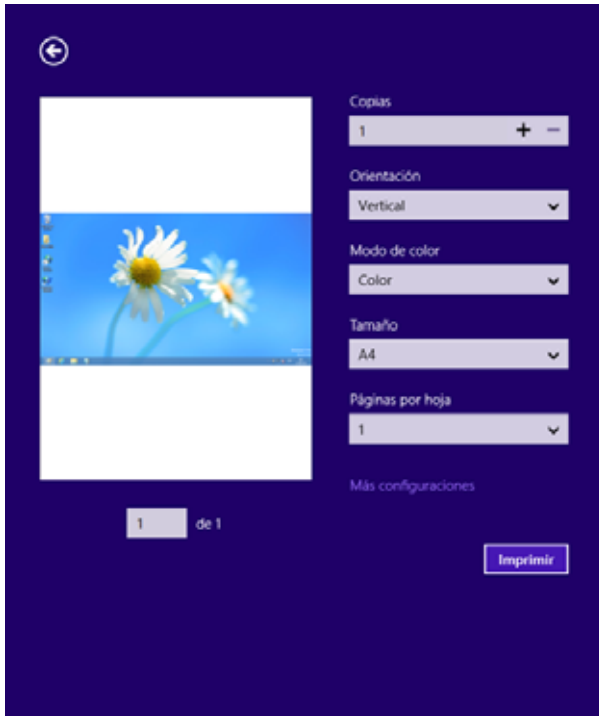 Copias
1
Orientación
Vertical
Modo de color
Color
Tamaño
A4
Páginas por hoja
1
Más configuraciones
1 de 1
Imprimir